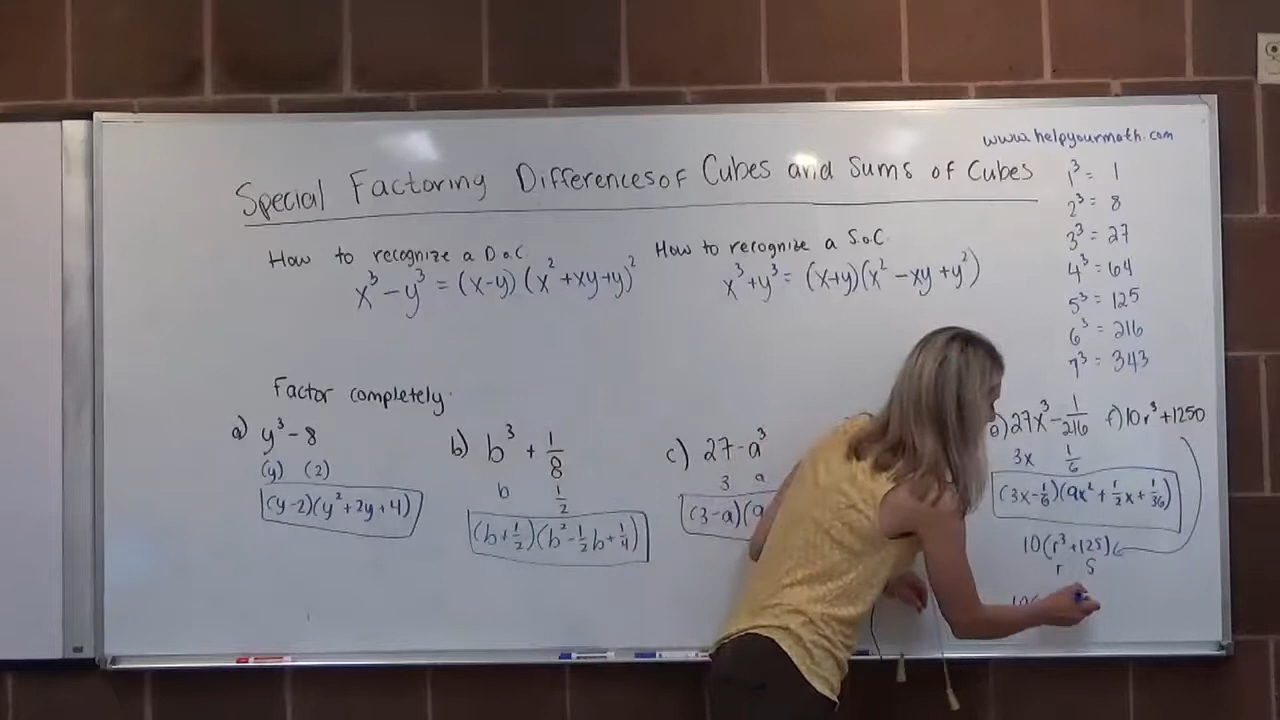 www.helpyourmath.com
Special Factoring Differences of Cubes and Sums of Cubes
1³ = 1
2³ = 8
3³ = 27
4³ = 64
5³ = 125
6³ = 216
7³ = 343
How to recognize a D.o.C.
x³ - y³ = (x-y)(x² + xy + y)²
How to recognize a S.o.C.
x³ + y³ = (x+y)(x² - xy + y²)
Factor completely.
a) y³ - 8
(y) (2)
(y-2)(y² + 2y + 4)
b) b³ + 1/8
b 1/2
(b + 1/2)(b² - 1/2 b + 1/4)
c) 27 - a³
3 a
(3-a)(9
e) 27x³ - 1/216
3x 1/6
(3x - 1/6)(9x² + 1/2 x + 1/36)
f) 10r³ + 1250
10(r³ + 125)
r 5
10(